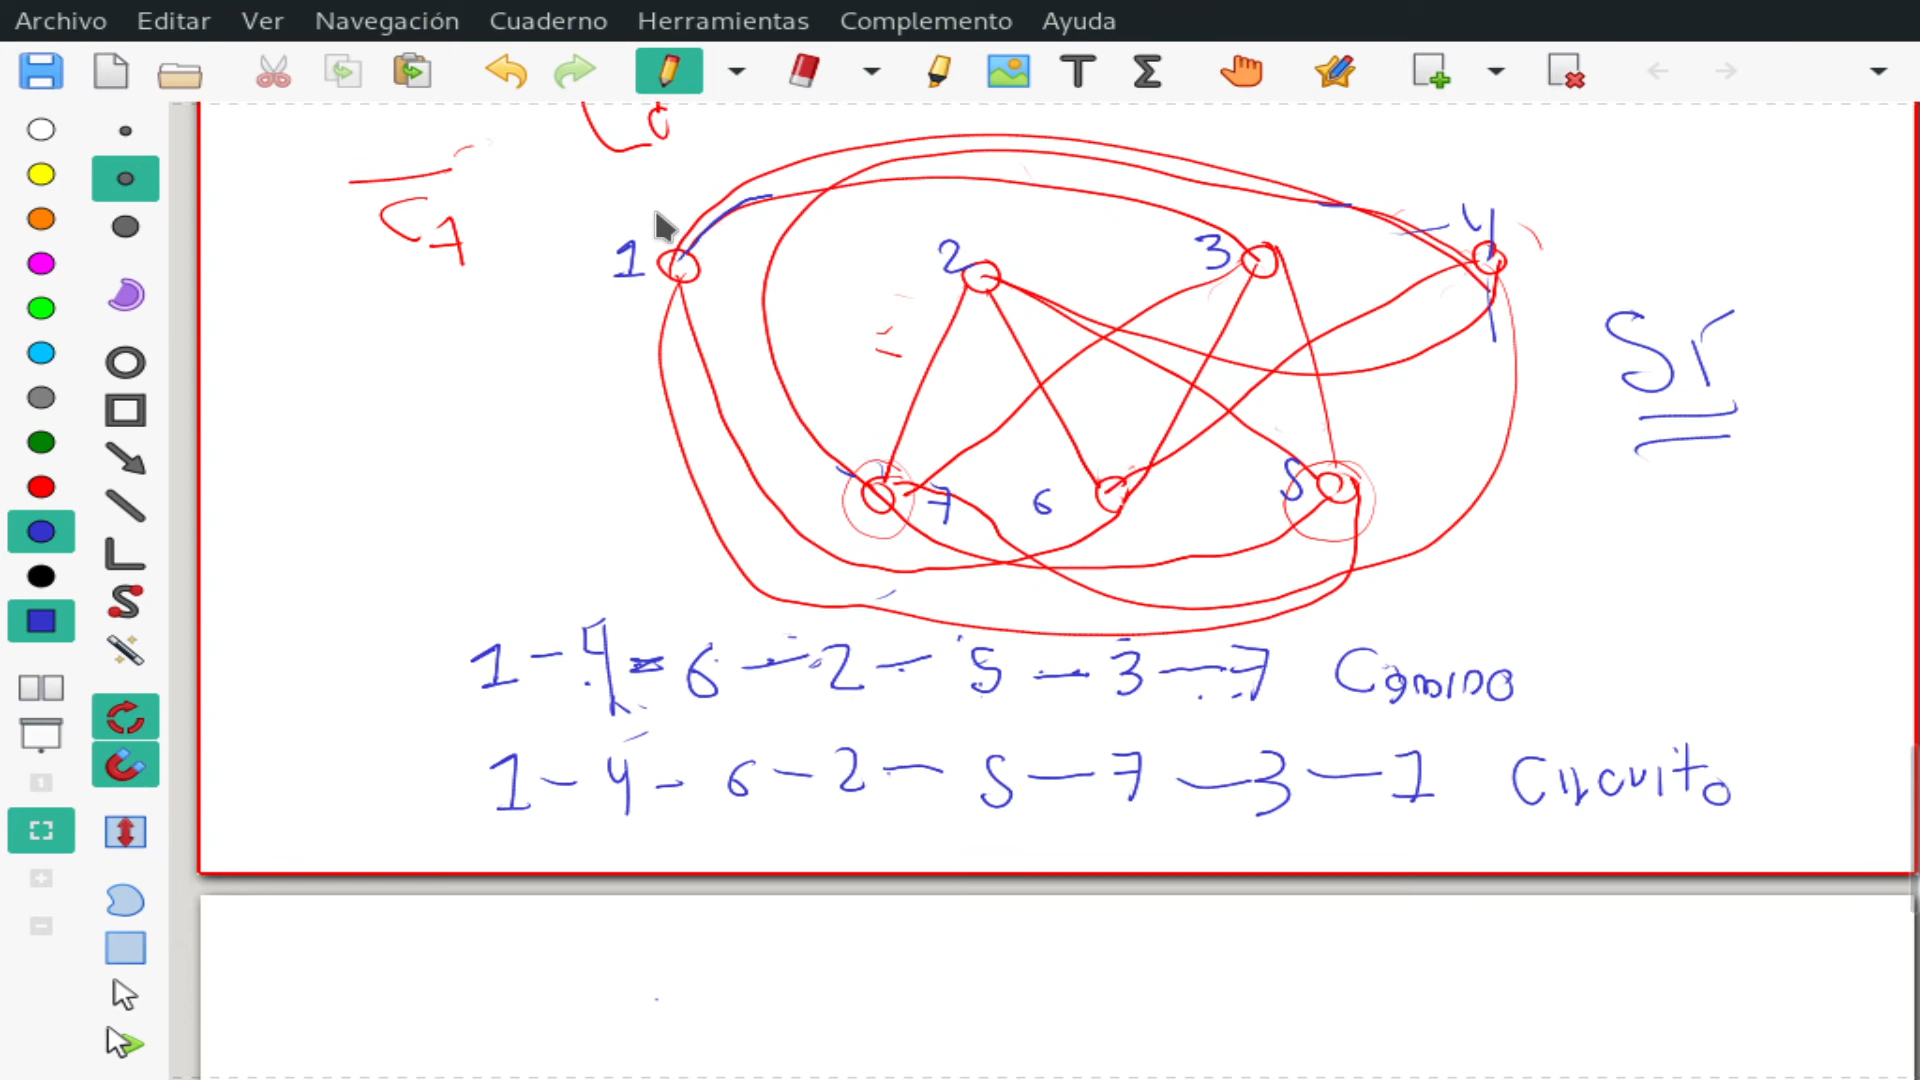 Archivo Editar Ver Navegación Cuaderno Herramientas Complemento Ayuda
C7
1 2 3 4
Sí
7 6 5
1 - 4 - 6 - 2 - 5 - 3 - 7 Camino
1 - 4 - 6 - 2 - 5 - 7 - 3 - 1 Circuito